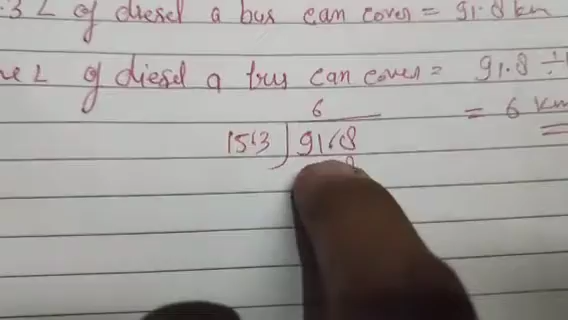 .3 L of diesel a bus can cover = 91.8 km
ne L of diesel a bus can cover = 91.8 ÷
= 6 km
6
15.3 ) 91.8